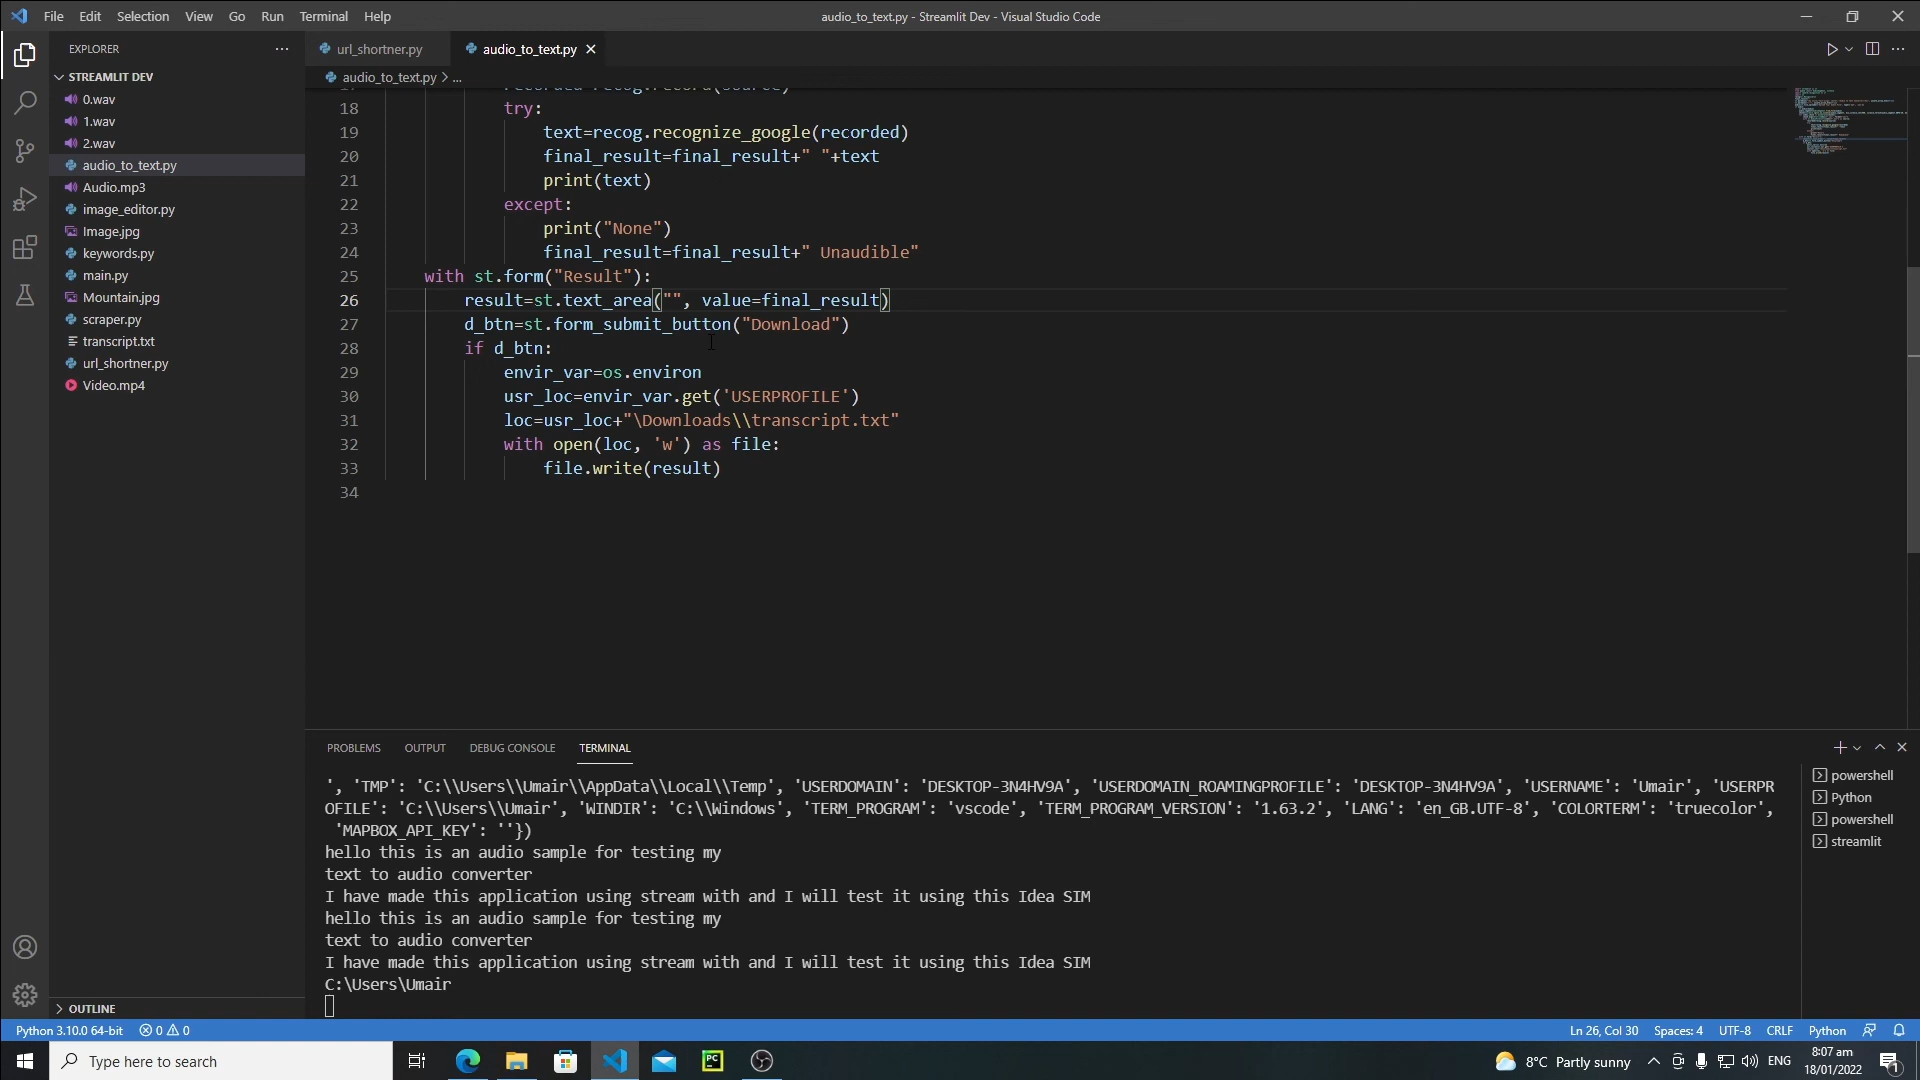 File Edit Selection View Go Run Terminal Help
audio_to_text.py - Streamlit Dev - Visual Studio Code
EXPLORER
STREAMLIT DEV
0.wav
1.wav
2.wav
audio_to_text.py
Audio.mp3
image_editor.py
Image.jpg
keywords.py
main.py
Mountain.jpg
scraper.py
transcript.txt
url_shortner.py
Video.mp4
OUTLINE
url_shortner.py
audio_to_text.py
audio_to_text.py > ...
18 try:
19 text=recog.recognize_google(recorded)
20 final_result=final_result+" "+text
21 print(text)
22 except:
23 print("None")
24 final_result=final_result+" Unaudible"
25 with st.form("Result"):
26 result=st.text_area("", value=final_result)
27 d_btn=st.form_submit_button("Download")
28 if d_btn:
29 envir_var=os.environ
30 usr_loc=envir_var.get('USERPROFILE')
31 loc=usr_loc+"\Downloads\\transcript.txt"
32 with open(loc, 'w') as file:
33 file.write(result)
34
PROBLEMS OUTPUT DEBUG CONSOLE TERMINAL
', 'TMP': 'C:\\Users\\Umair\\AppData\\Local\\Temp', 'USERDOMAIN': 'DESKTOP-3N4HV9A', 'USERDOMAIN_ROAMINGPROFILE': 'DESKTOP-3N4HV9A', 'USERNAME': 'Umair', 'USERPR
OFILE': 'C:\\Users\\Umair', 'WINDIR': 'C:\\Windows', 'TERM_PROGRAM': 'vscode', 'TERM_PROGRAM_VERSION': '1.63.2', 'LANG': 'en_GB.UTF-8', 'COLORTERM': 'truecolor',
'MAPBOX_API_KEY': ''})
hello this is an audio sample for testing my
text to audio converter
I have made this application using stream with and I will test it using this Idea SIM
hello this is an audio sample for testing my
text to audio converter
I have made this application using stream with and I will test it using this Idea SIM
C:\Users\Umair
powershell
Python
powershell
streamlit
Python 3.10.0 64-bit 0 0
Ln 26, Col 30 Spaces: 4 UTF-8 CRLF Python
Type here to search
PC
8°C Partly sunny
ENG
8:07 am
18/01/2022
1